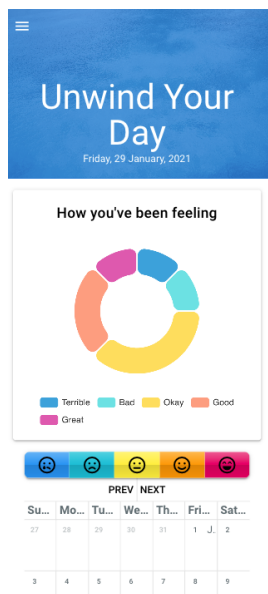 Unwind Your
Day
Friday, 29 January, 2021
How you've been feeling
Terrible Bad Okay Good
Great
PREV NEXT
Su... Mo... Tu... We... Th... Fri... Sat...
27 28 29 30 31 1 J. 2
3 4 5 6 7 8 9